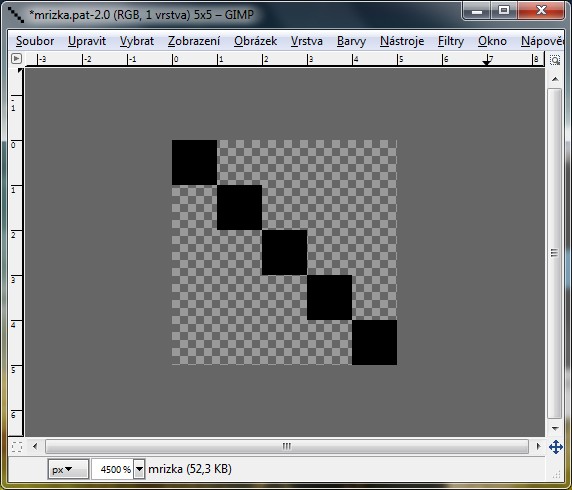 *mrizka.pat-2.0 (RGB, 1 vrstva) 5x5 – GIMP
Soubor Upravit Vybrat Zobrazení Obrázek Vrstva Barvy Nástroje Filtry Okno Nápově
-3 -2 -1 0 1 2 3 4 5 6 7 8
-1
0
1
2
3
4
5
6
px 4500 % mrizka (52,3 KB)